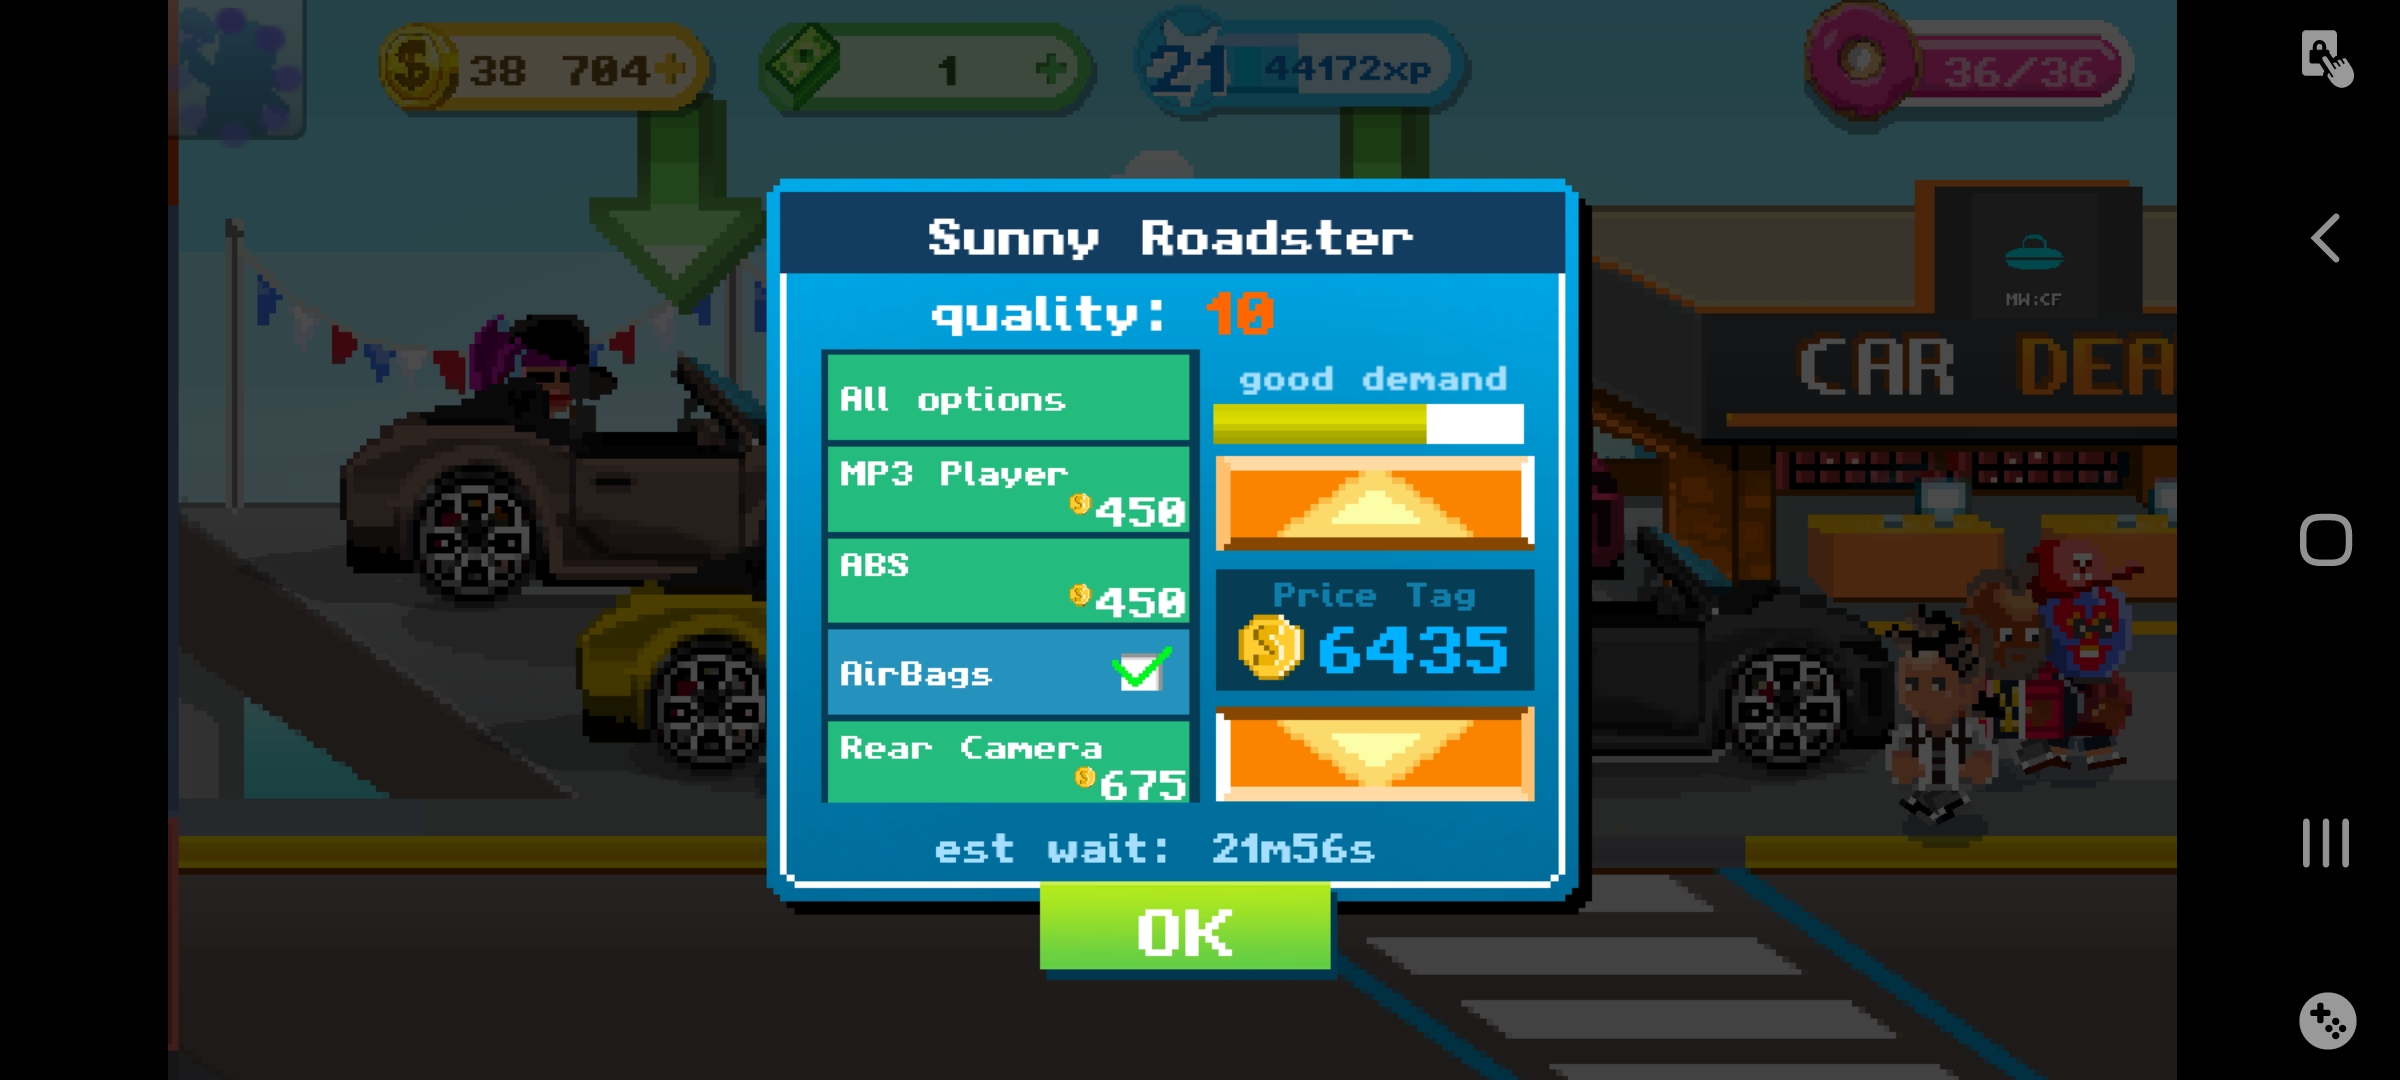 38 704
1
21 44172xp
36/36
Sunny Roadster
quality: 10
All options
MP3 Player
450
ABS
450
AirBags
Rear Camera
675
good demand
Price Tag
6435
est wait: 21m56s
OK
MW:CF
CAR DEA